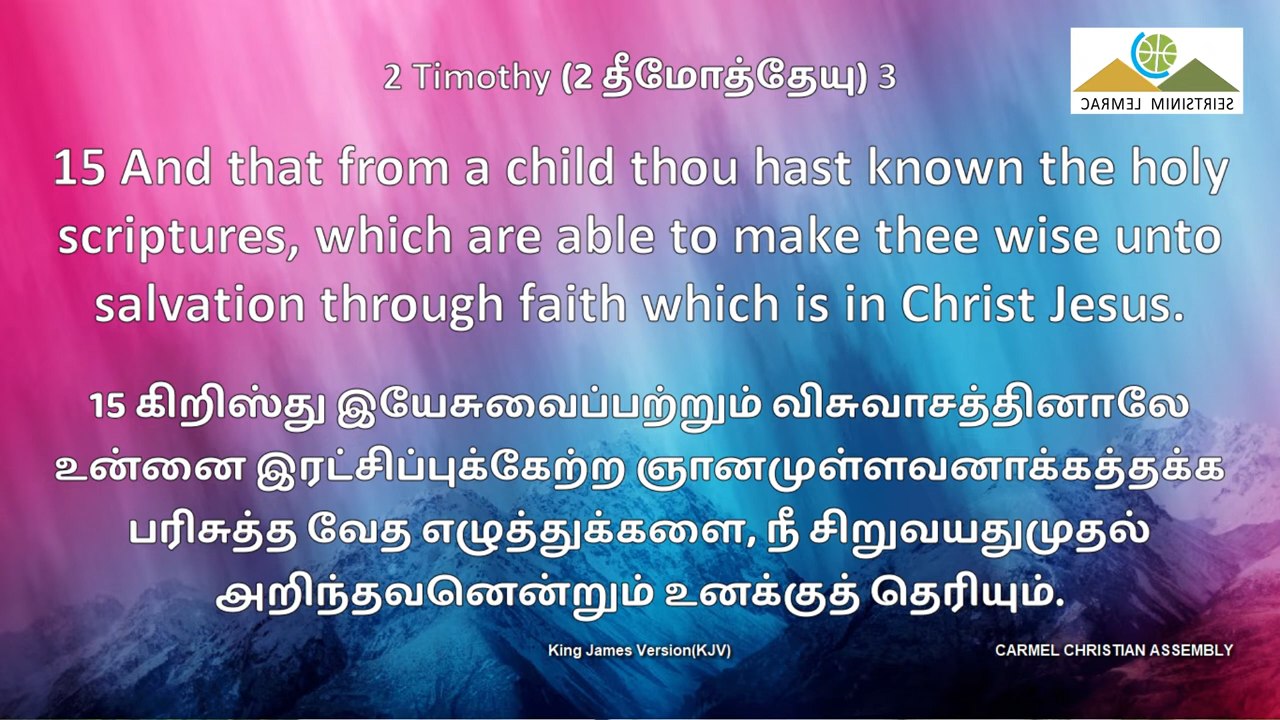 2 Timothy (2 தீமோத்தேயு) 3
CARMEL MINISTRIES
15 And that from a child thou hast known the holy
scriptures, which are able to make thee wise unto
salvation through faith which is in Christ Jesus.
15 கிறிஸ்து இயேசுவைப்பற்றும் விசுவாசத்தினாலே
உன்னை இரட்சிப்புக்கேற்ற ஞானமுள்ளவனாக்கத்தக்க
பரிசுத்த வேத எழுத்துக்களை, நீ சிறுவயதுமுதல்
அறிந்தவனென்றும் உனக்குத் தெரியும்.
King James Version(KJV)
CARMEL CHRISTIAN ASSEMBLY